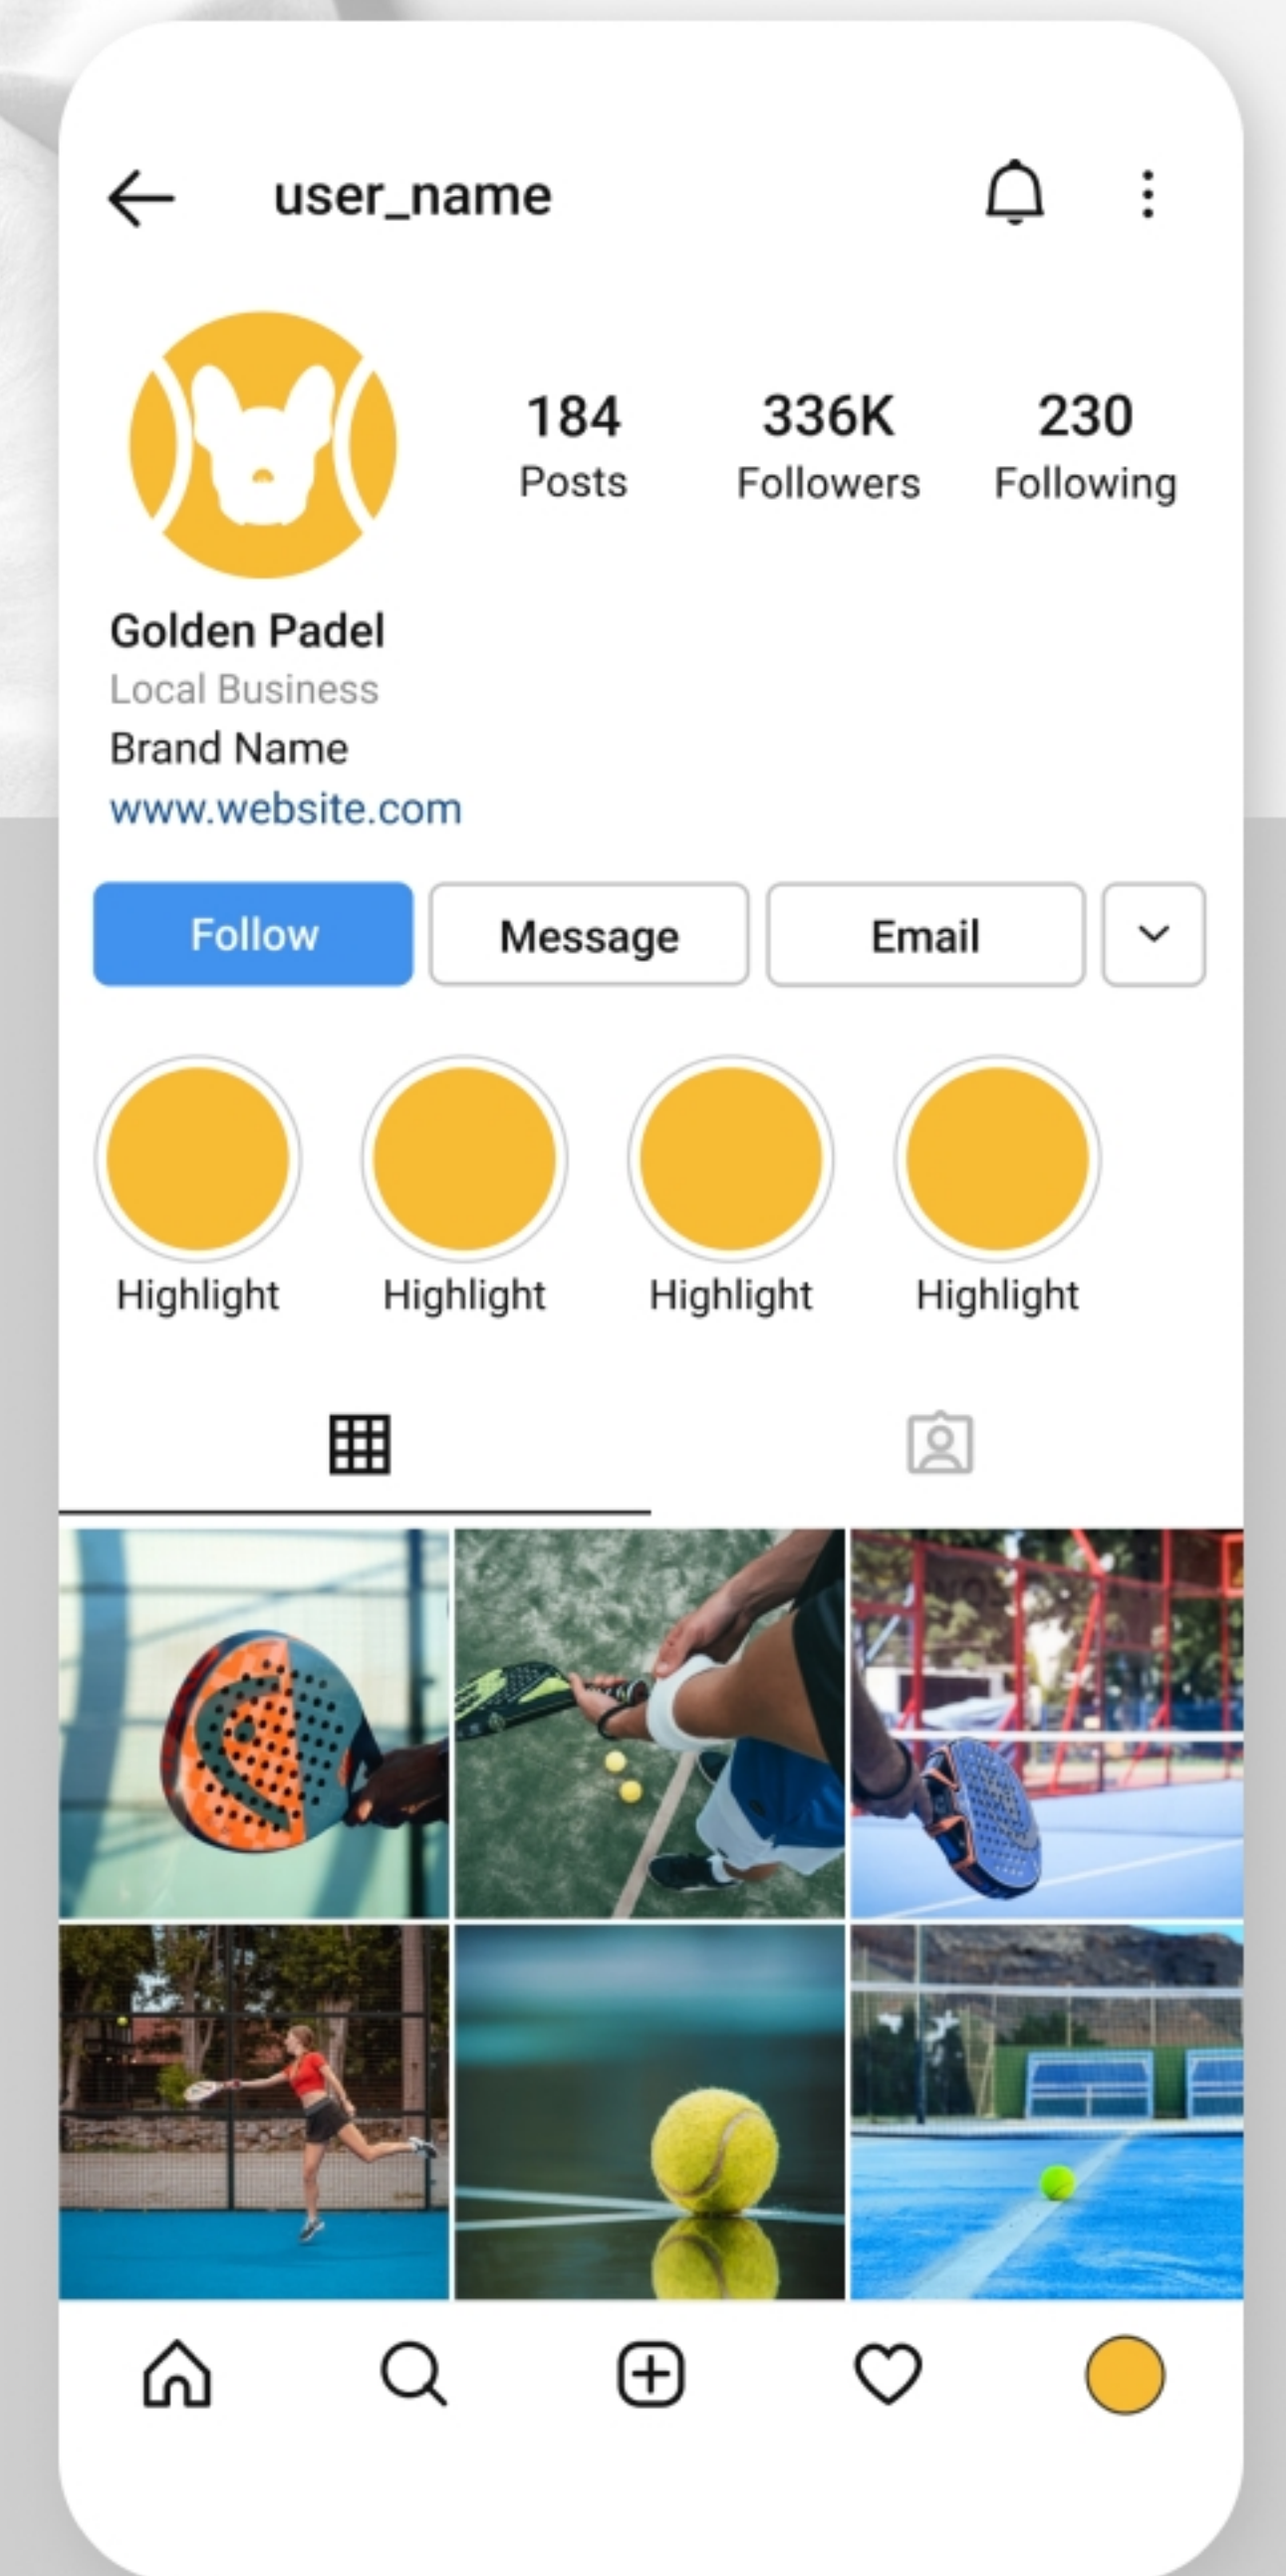 user_name
184 336K 230
Posts Followers Following
Golden Padel
Local Business
Brand Name
www.website.com
Follow Message Email
Highlight Highlight Highlight Highlight